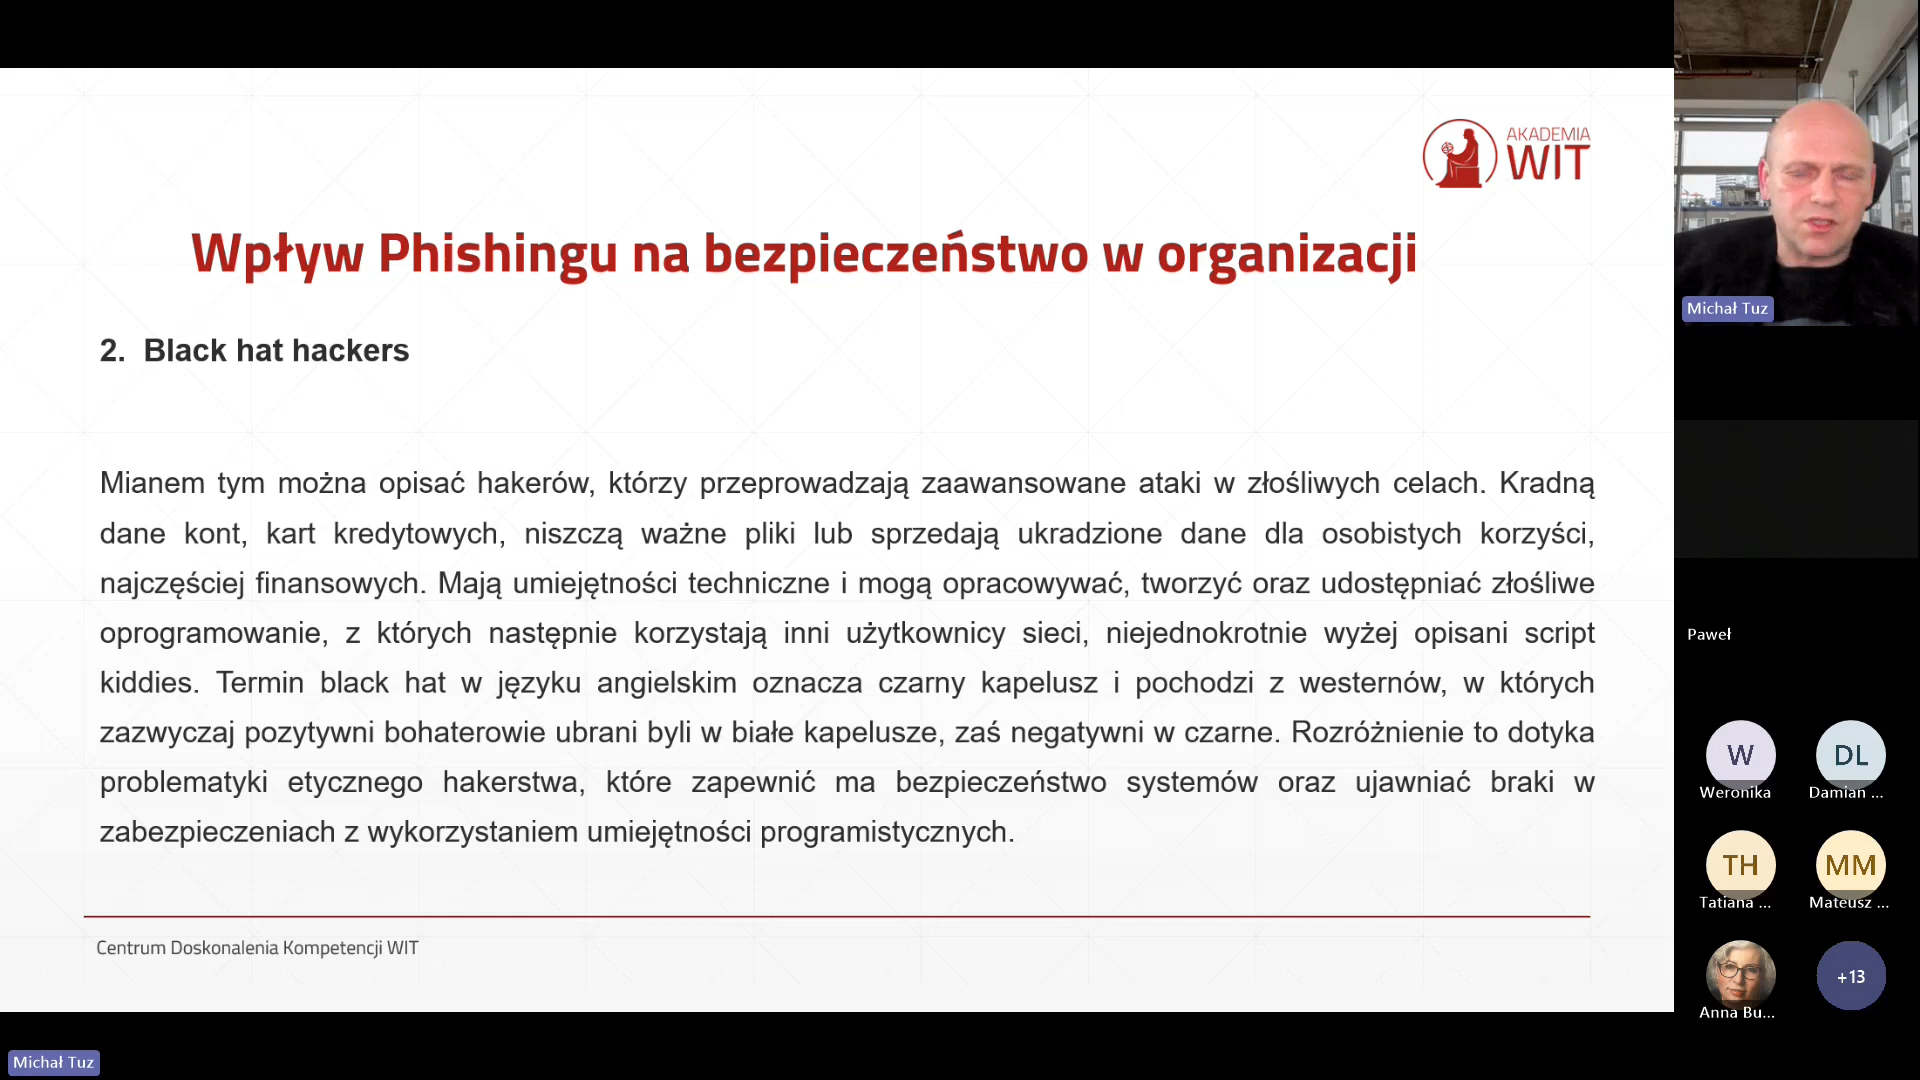 AKADEMIA
WIT
Wpływ Phishingu na bezpieczeństwo w organizacji
2. Black hat hackers
Mianem tym można opisać hakerów, którzy przeprowadzają zaawansowane ataki w złośliwych celach. Kradną
dane kont, kart kredytowych, niszczą ważne pliki lub sprzedają ukradzione dane dla osobistych korzyści,
najczęściej finansowych. Mają umiejętności techniczne i mogą opracowywać, tworzyć oraz udostępniać złośliwe
oprogramowanie, z których następnie korzystają inni użytkownicy sieci, niejednokrotnie wyżej opisani script
kiddies. Termin black hat w języku angielskim oznacza czarny kapelusz i pochodzi z westernów, w których
zazwyczaj pozytywni bohaterowie ubrani byli w białe kapelusze, zaś negatywni w czarne. Rozróżnienie to dotyka
problematyki etycznego hakerstwa, które zapewnić ma bezpieczeństwo systemów oraz ujawniać braki w
zabezpieczeniach z wykorzystaniem umiejętności programistycznych.
Centrum Doskonalenia Kompetencji WIT
Michał Tuz
Michał Tuz
Paweł
W
Weronika
DL
Damian ...
TH
Tatiana ...
MM
Mateusz ...
Anna Bu...
+13